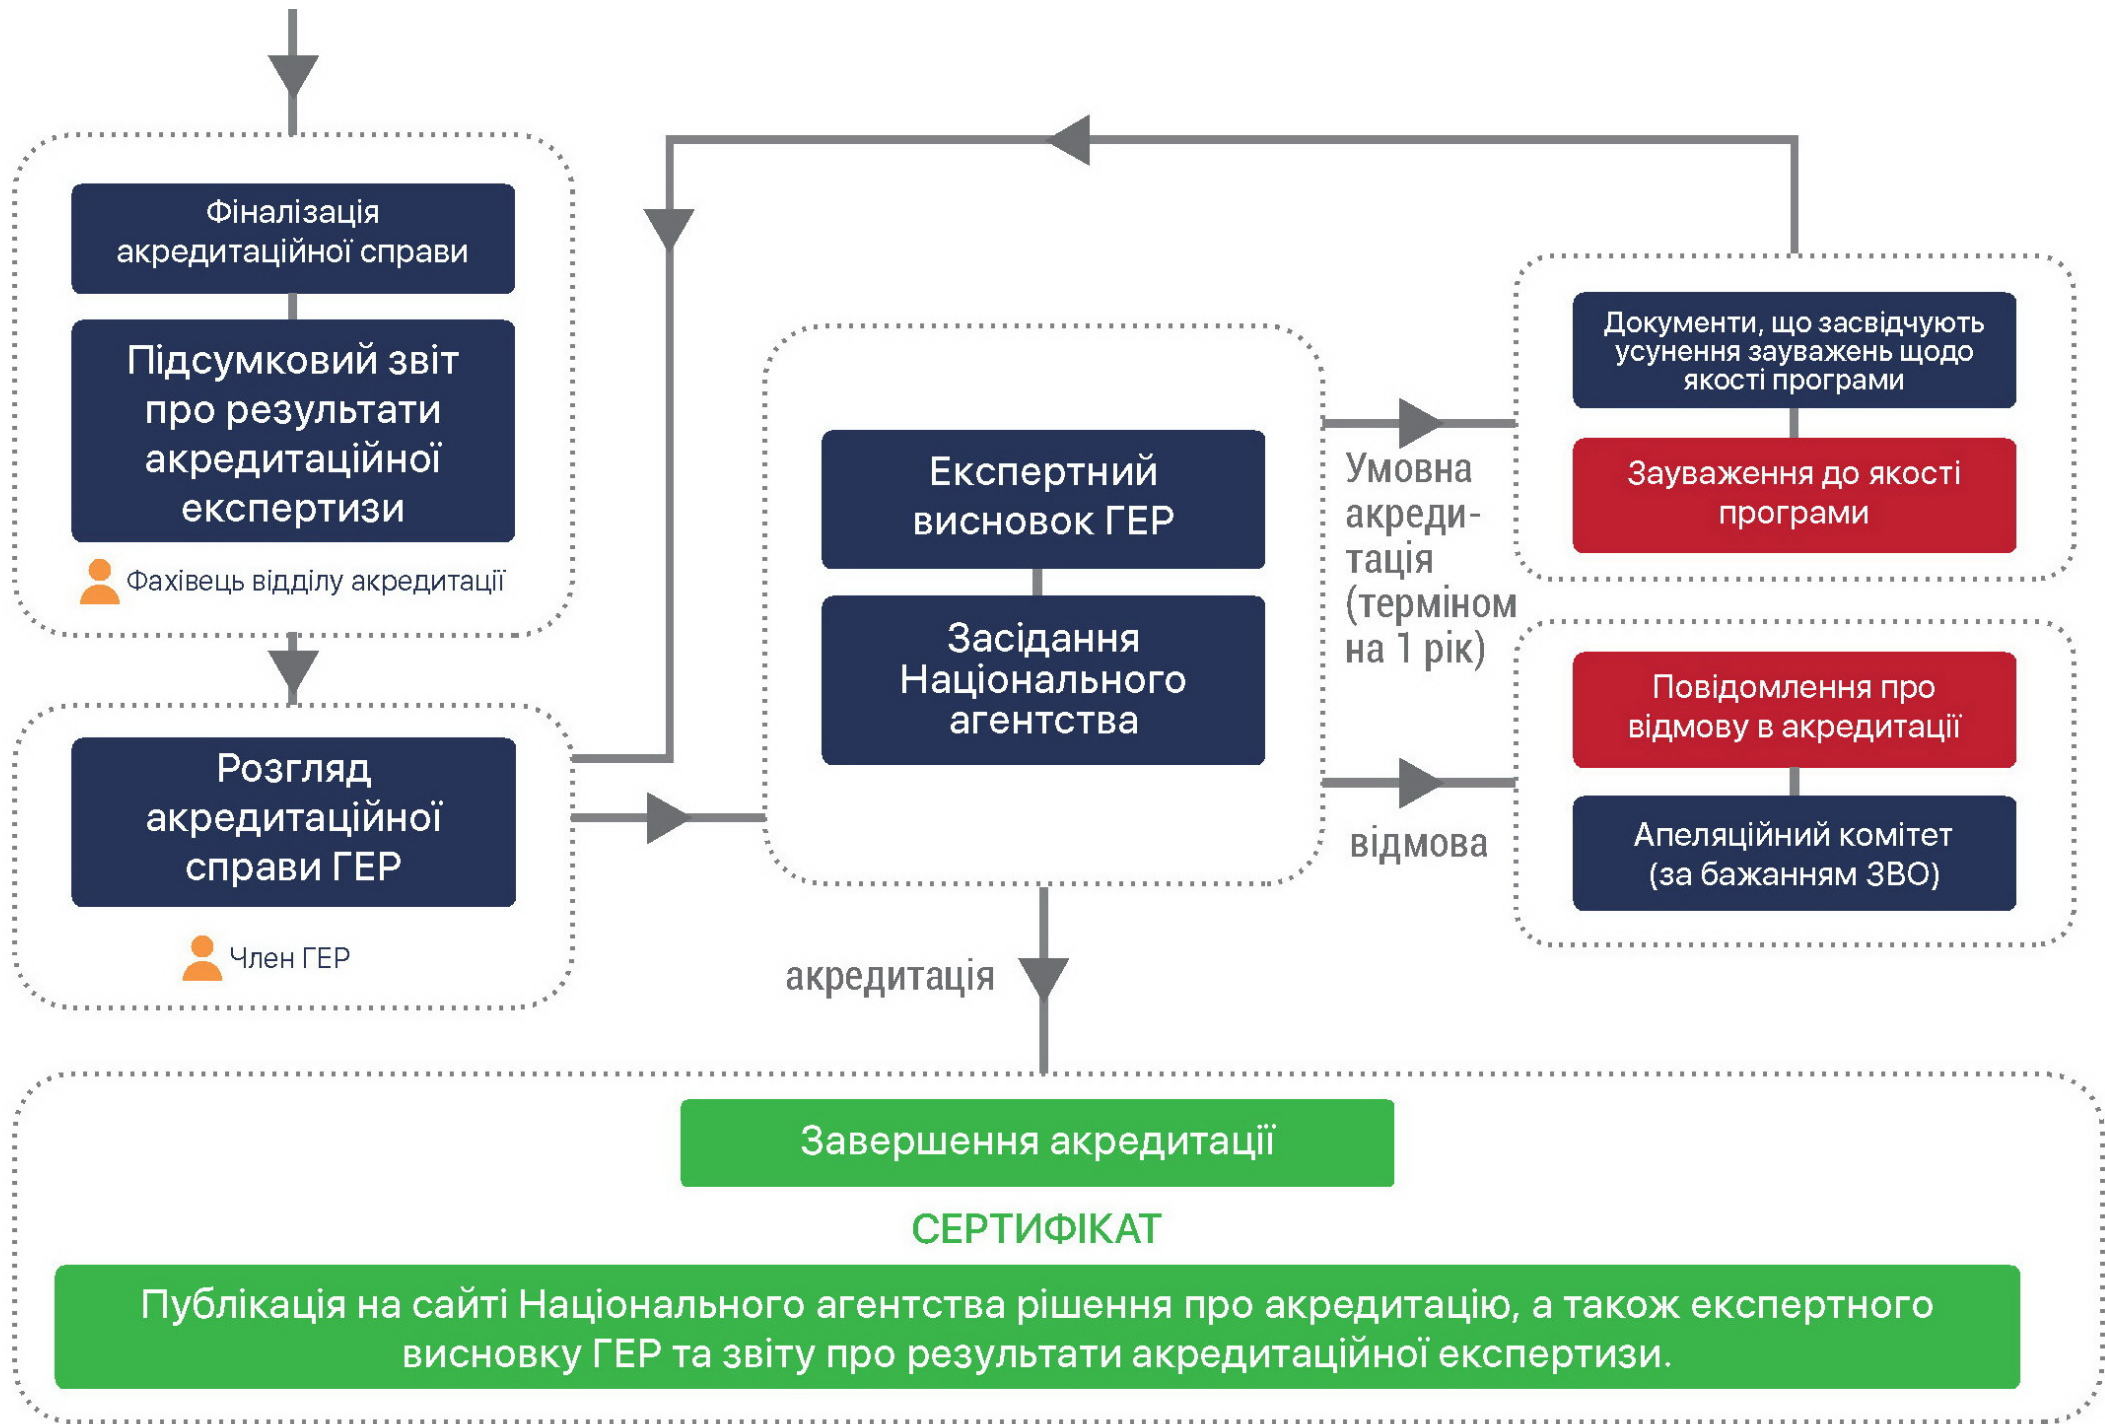 Фіналізація
акредитаційної справи
Підсумковий звіт
про результати
акредитаційної
експертизи
Фахівець відділу акредитації
Розгляд
акредитаційної
справи ГЕР
Член ГЕР
Експертний
висновок ГЕР
Засідання
Національного
агентства
Умовна
акреди-
тація
(терміном
на 1 рік)
відмова
акредитація
Документи, що засвідчують
усунення зауважень щодо
якості програми
Зауваження до якості
програми
Повідомлення про
відмову в акредитації
Апеляційний комітет
(за бажанням ЗВО)
Завершення акредитації
СЕРТИФІКАТ
Публікація на сайті Національного агентства рішення про акредитацію, а також експертного
висновку ГЕР та звіту про результати акредитаційної експертизи.